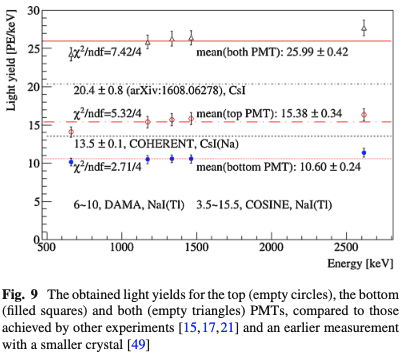 Light yield [PE/keV]
30
25
20
15
10
5
0
χ²/ndf=7.42/4 mean(both PMT): 25.99 ± 0.42
20.4 ± 0.8 (arXiv:1608.06278), CsI
χ²/ndf=5.32/4 mean(top PMT): 15.38 ± 0.34
13.5 ± 0.1, COHERENT, CsI(Na)
χ²/ndf=2.71/4 mean(bottom PMT): 10.60 ± 0.24
6~10, DAMA, NaI(Tl) 3.5~15.5, COSINE, NaI(Tl)
500 1000 1500 2000 2500
Energy [keV]
Fig. 9 The obtained light yields for the top (empty circles), the bottom
(filled squares) and both (empty triangles) PMTs, compared to those
achieved by other experiments [15,17,21] and an earlier measurement
with a smaller crystal [49]